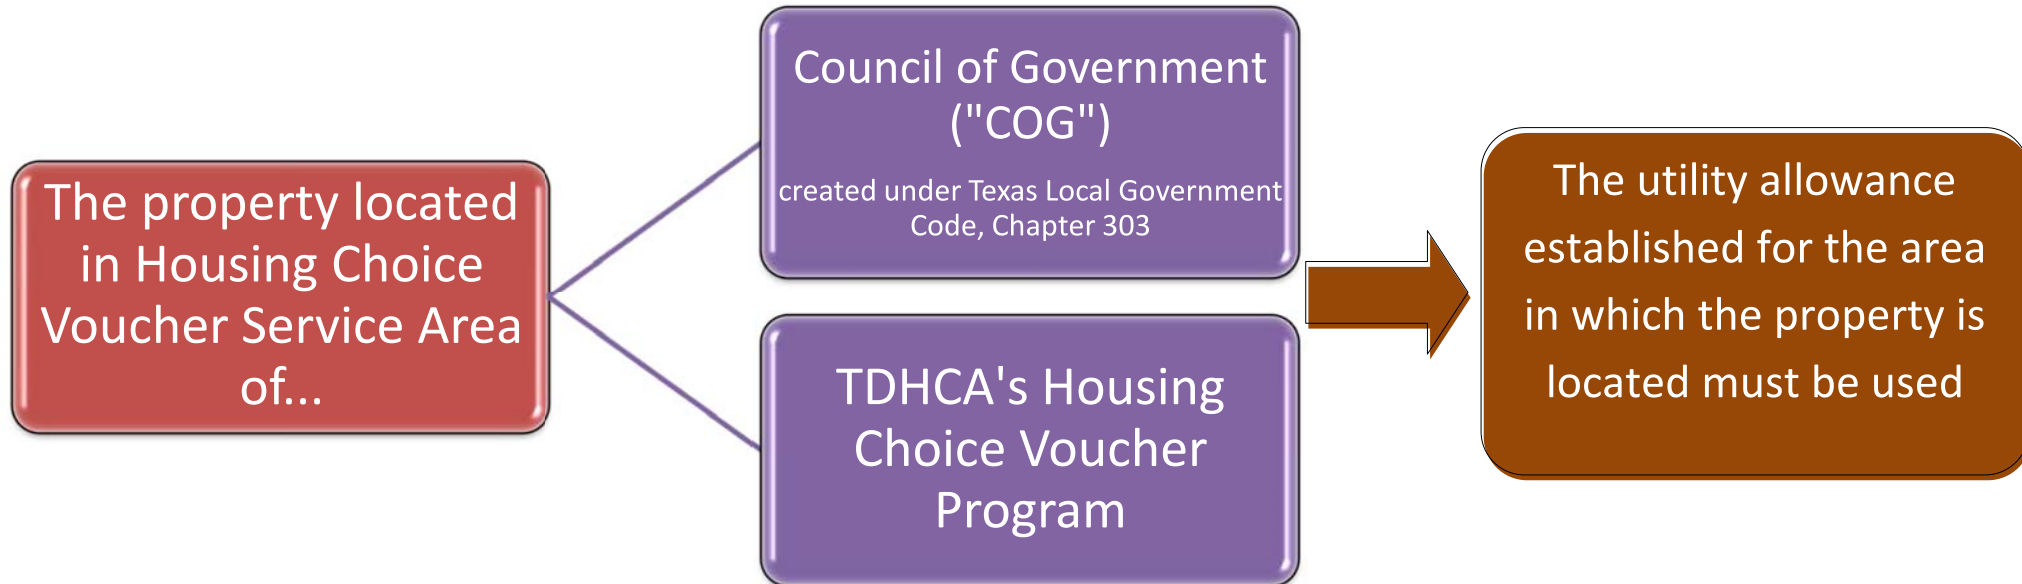 The property located
in Housing Choice
Voucher Service Area
of...
Council of Government
("COG")
created under Texas Local Government
Code, Chapter 303
TDHCA's Housing
Choice Voucher
Program
The utility allowance
established for the area
in which the property is
located must be used